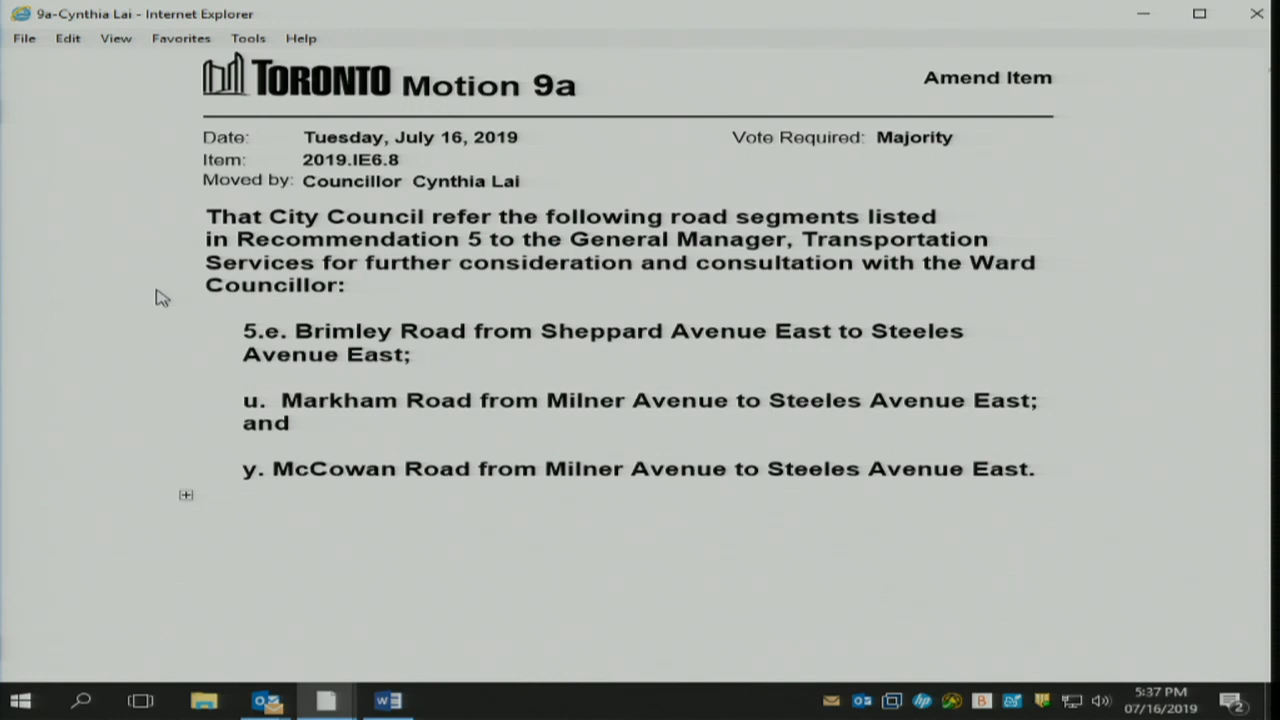 9a-Cynthia Lai - Internet Explorer
File Edit View Favorites Tools Help
TORONTO Motion 9a
Amend Item
Date: Tuesday, July 16, 2019
Vote Required: Majority
Item: 2019.IE6.8
Moved by: Councillor Cynthia Lai
That City Council refer the following road segments listed
in Recommendation 5 to the General Manager, Transportation
Services for further consideration and consultation with the Ward
Councillor:
5.e. Brimley Road from Sheppard Avenue East to Steeles
Avenue East;
u. Markham Road from Milner Avenue to Steeles Avenue East;
and
y. McCowan Road from Milner Avenue to Steeles Avenue East.
5:37 PM
07/16/2019
2